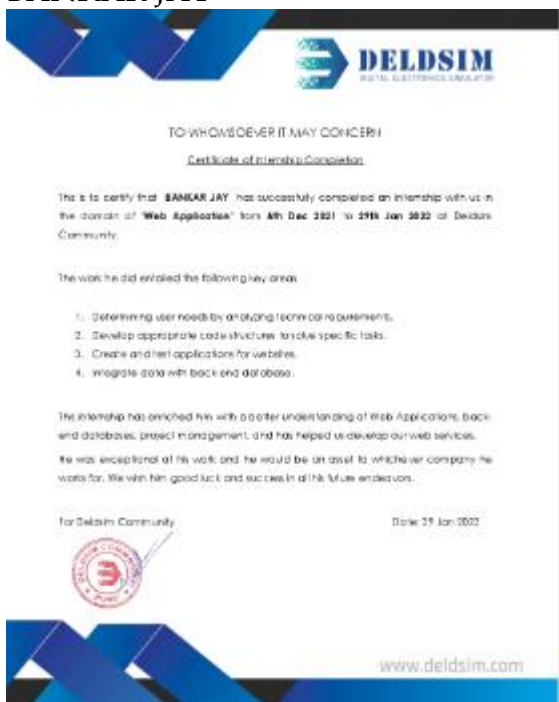 DELDSIM
DIGITAL ELECTRONICS SIMULATOR
TO WHOMSOEVER IT MAY CONCERN
Certificate of Internship Completion
This is to certify that BANKAR JAY has successfully completed an internship with us in
the domain of "Web Application" from 6th Dec 2021 to 29th Jan 2022 at Deldsim
Community.
The work he did entailed the following key areas
1. Determining user needs by analyzing technical requirements.
2. Develop appropriate code structures to solve specific tasks.
3. Create and test applications for websites.
4. Integrate data with back end database.
This internship has enriched him with a better understanding of Web Applications, back-
end databases, project management, and has helped us develop our web services.
He was exceptional at his work and he would be an asset to whichever company he
works for. We wish him good luck and success in all his future endeavors.
For Deldsim Community
Date: 29 Jan 2022
DELDSIM COMMUNITY
PUNE
www.deldsim.com